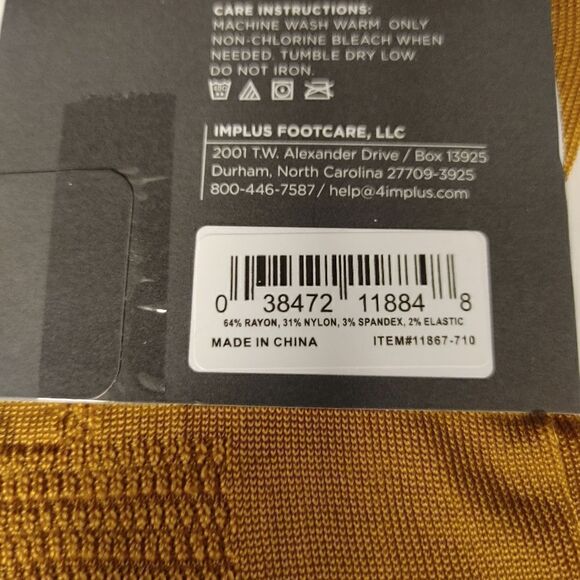 CARE INSTRUCTIONS:
MACHINE WASH WARM. ONLY
NON-CHLORINE BLEACH WHEN
NEEDED. TUMBLE DRY LOW
DO NOT IRON.
IMPLUS FOOTCARE, LLC
2001 T.W. Alexander Drive / Box 13925
Durham, North Carolina 27709-3925
800-446-7587 / help@4implus.com
0 38472 11884 8
64% RAYON, 31% NYLON, 3% SPANDEX, 2% ELASTIC
MADE IN CHINA ITEM#11867-710